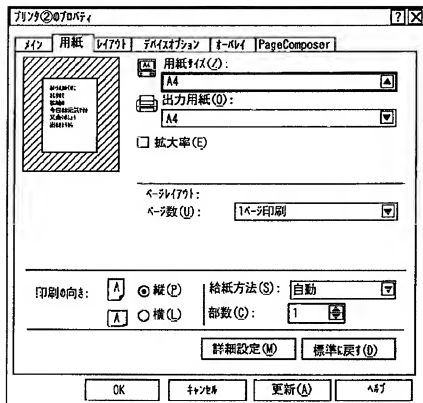 プリンタ②のプロパティ
メイン 用紙 レイアウト デバイスオプション オーバレイ PageComposer
用紙サイズ(Z):
A4
出力用紙(O):
A4
拡大率(E)
ページレイアウト:
ページ数(U): 1ページ印刷
印刷の向き: 縦(P) 給紙方法(S): 自動
横(L) 部数(C): 1
詳細設定(M) 標準に戻す(D)
OK キャンセル 更新(A) ヘルプ